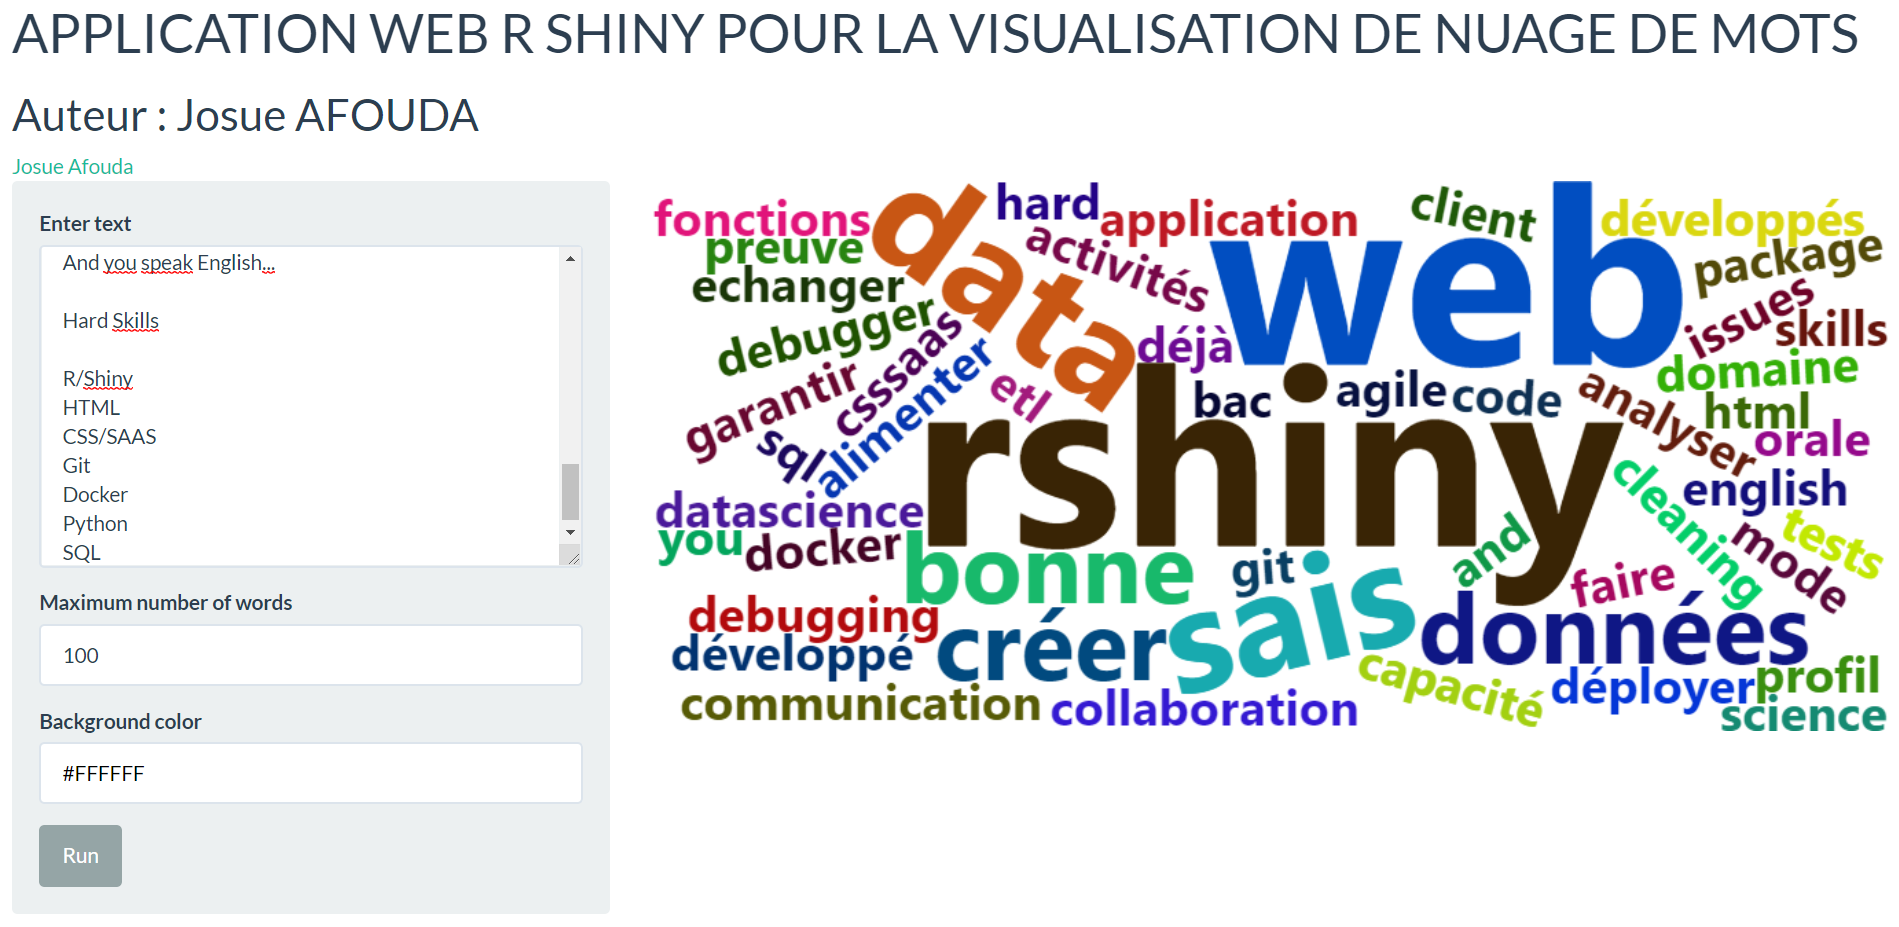 APPLICATION WEB R SHINY POUR LA VISUALISATION DE NUAGE DE MOTS
Auteur : Josue AFOUDA
Josue Afouda
Enter text
And you speak English...
Hard Skills
R/Shiny
HTML
CSS/SAAS
Git
Docker
Python
SQL
Maximum number of words
100
Background color
#FFFFFF
Run
fonctions
data
hard
application
client
développés
preuve
activités
web
package
echanger
debugger
csssaas
déjà
issues
skills
garantir
alimenter
etl
rshiny
bac
agile
code
analyser
domaine
html
orale
sql
cleaning
english
datascience
you
docker
bonne
git
and
tests
mode
faire
debugging
développé
créer
sais
données
communication
collaboration
capacité
déployer
profil
science